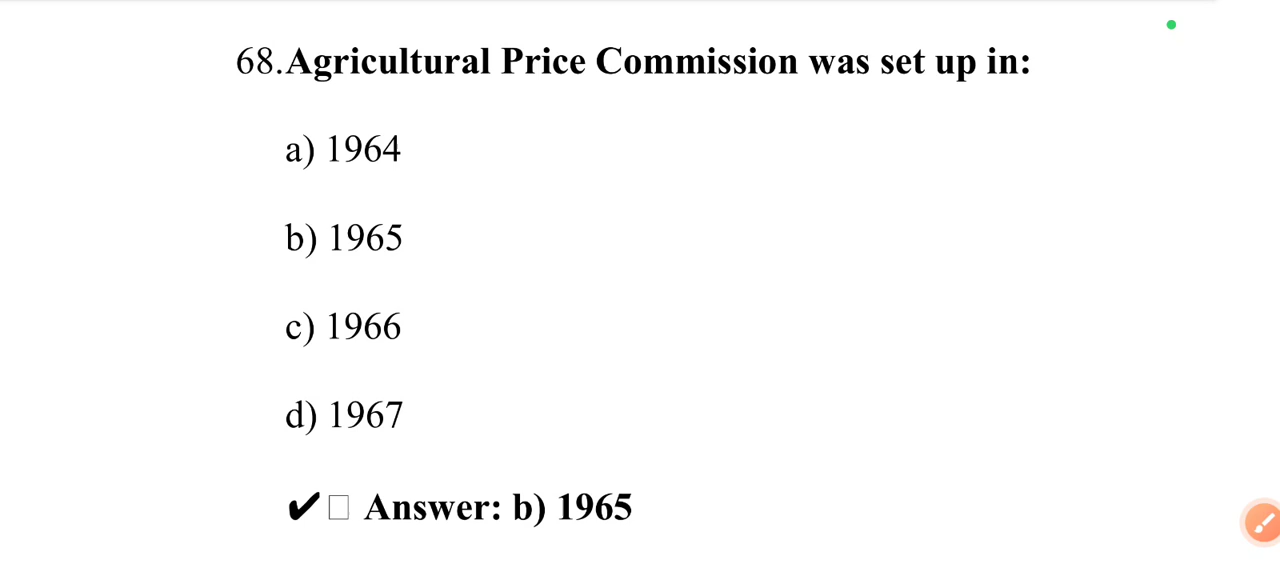 68.Agricultural Price Commission was set up in:
a) 1964
b) 1965
c) 1966
d) 1967
✔□ Answer: b) 1965